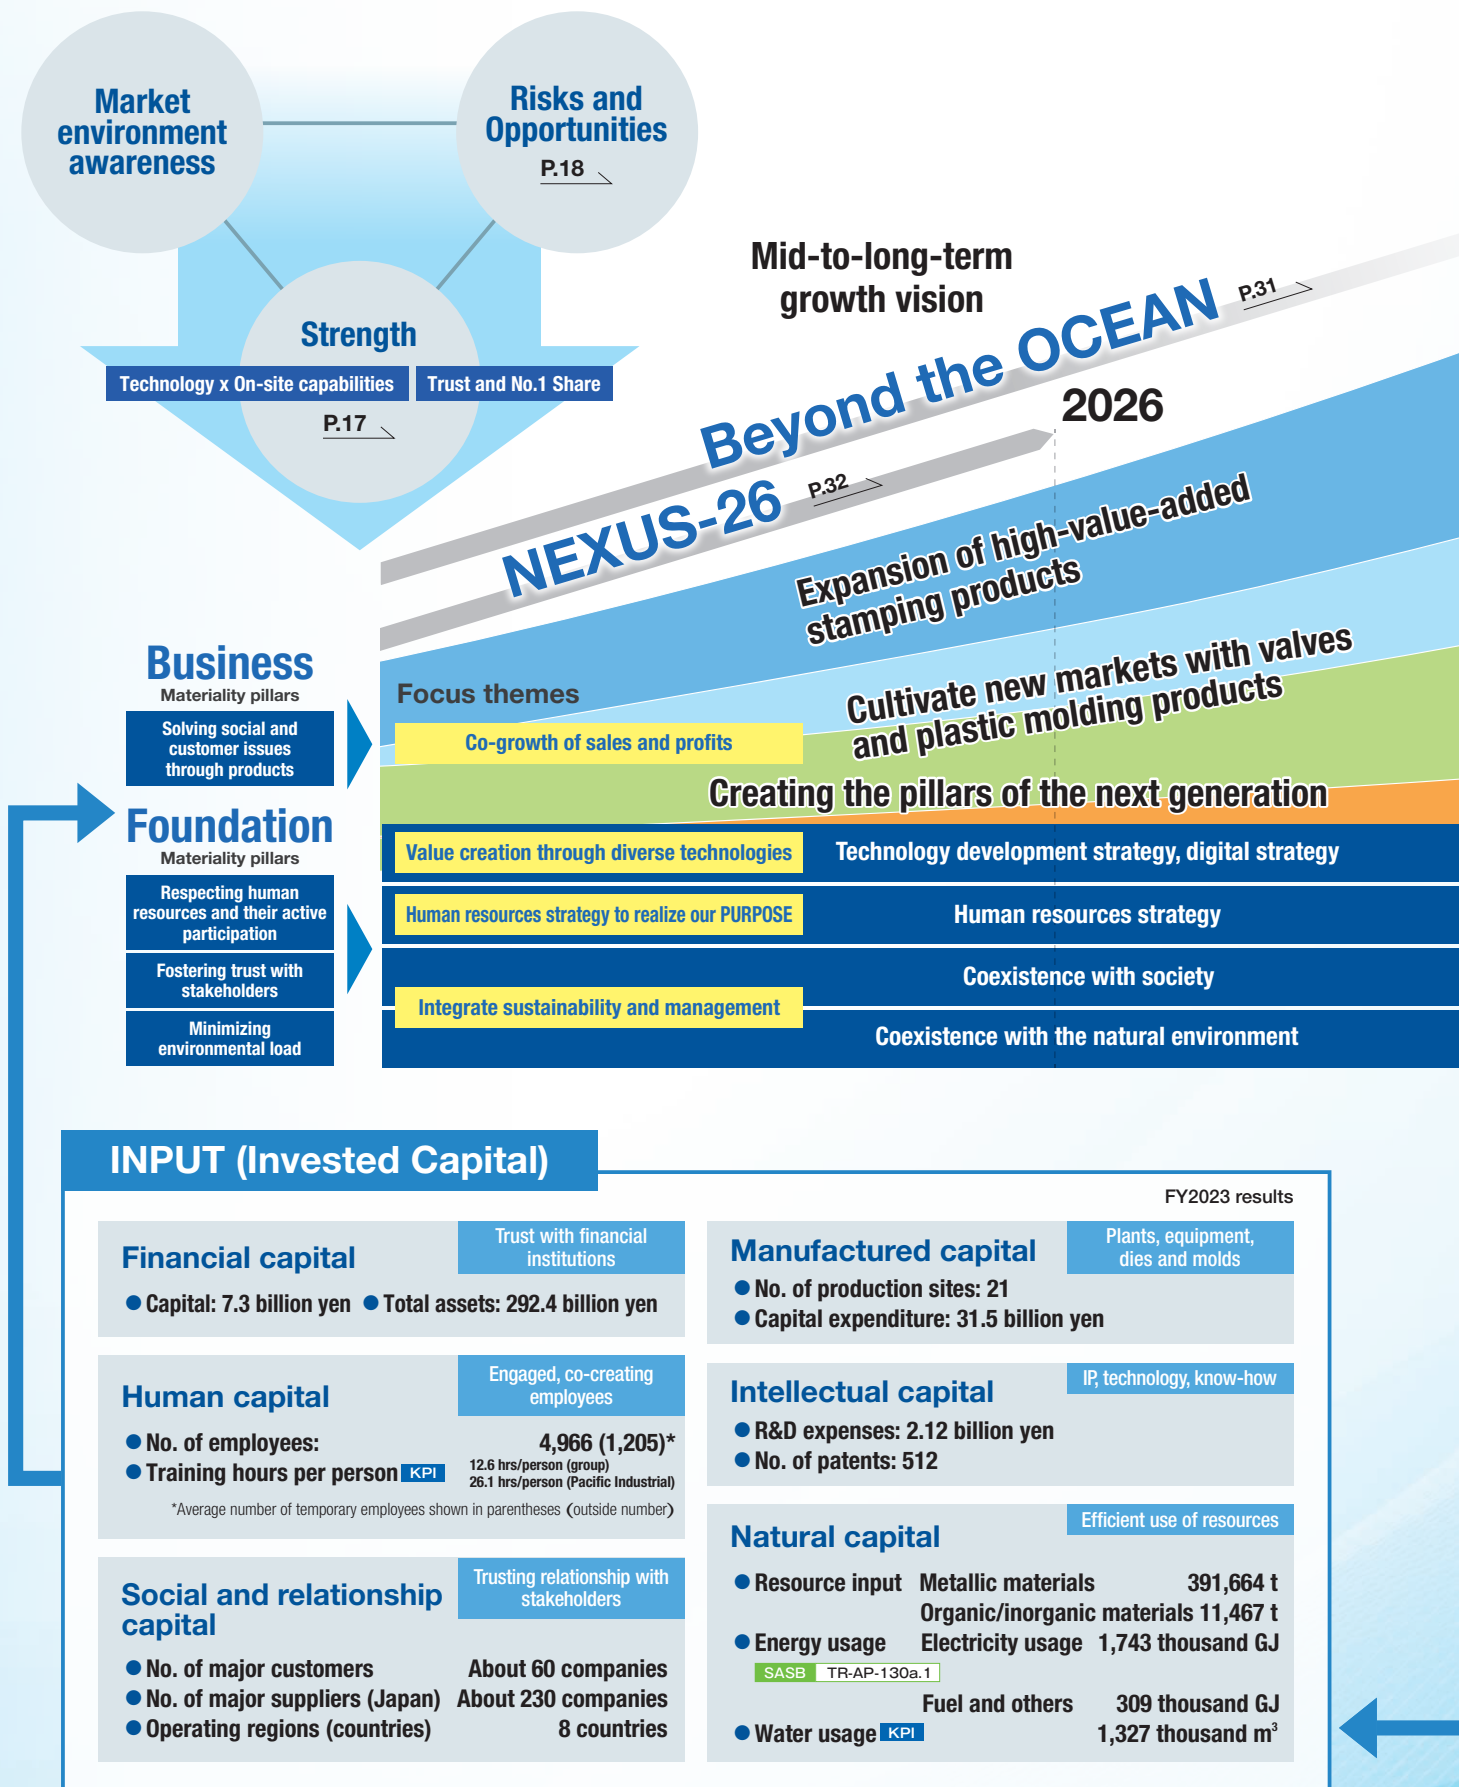 Market
environment
awareness
Risks and
Opportunities
P.18
Strength
Technology x On-site capabilities
Trust and No.1 Share
P.17
Mid-to-long-term
growth vision
Beyond the OCEAN P.31
2026
NEXUS-26 P.32
Expansion of high-value-added
stamping products
Cultivate new markets with valves
and plastic molding products
Creating the pillars of the next generation
Business
Materiality pillars
Solving social and
customer issues
through products
Focus themes
Co-growth of sales and profits
Foundation
Materiality pillars
Respecting human
resources and their active
participation
Fostering trust with
stakeholders
Minimizing
environmental load
Value creation through diverse technologies
Technology development strategy, digital strategy
Human resources strategy to realize our PURPOSE
Human resources strategy
Coexistence with society
Integrate sustainability and management
Coexistence with the natural environment
INPUT (Invested Capital)
FY2023 results
Financial capital
Trust with financial
institutions
● Capital: 7.3 billion yen ● Total assets: 292.4 billion yen
Human capital
Engaged, co-creating
employees
● No. of employees: 4,966 (1,205)*
● Training hours per person KPI
12.6 hrs/person (group)
26.1 hrs/person (Pacific Industrial)
*Average number of temporary employees shown in parentheses (outside number)
Social and relationship
capital
Trusting relationship with
stakeholders
● No. of major customers About 60 companies
● No. of major suppliers (Japan) About 230 companies
● Operating regions (countries) 8 countries
Manufactured capital
Plants, equipment,
dies and molds
● No. of production sites: 21
● Capital expenditure: 31.5 billion yen
Intellectual capital
IP, technology, know-how
● R&D expenses: 2.12 billion yen
● No. of patents: 512
Natural capital
Efficient use of resources
● Resource input Metallic materials 391,664 t
Organic/inorganic materials 11,467 t
● Energy usage Electricity usage 1,743 thousand GJ
SASB TR-AP-130a.1
Fuel and others 309 thousand GJ
● Water usage KPI 1,327 thousand m³